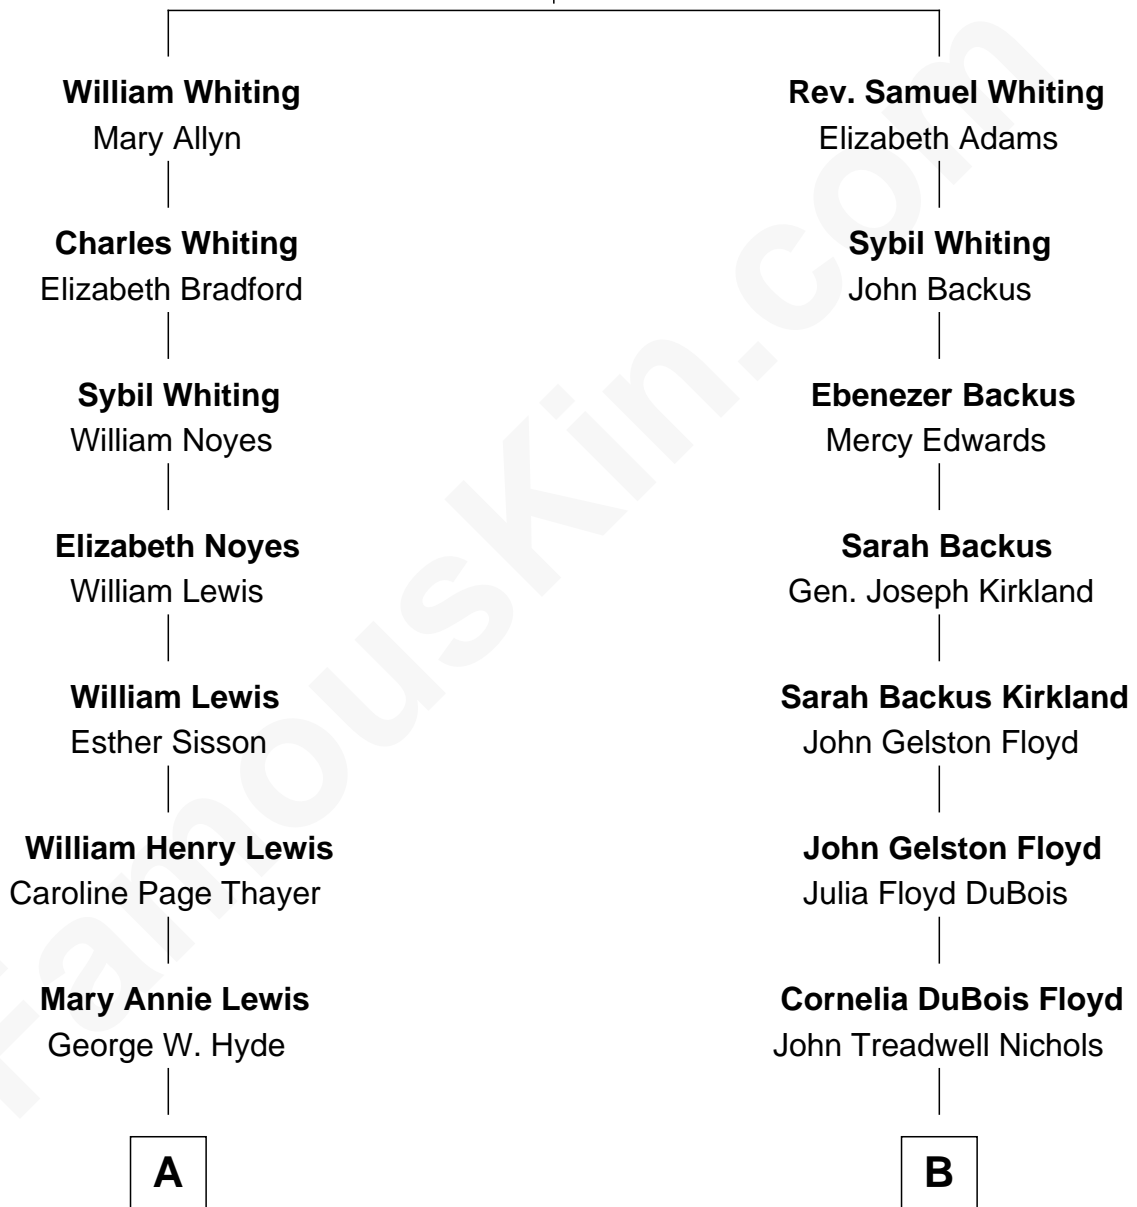 William Whiting
Mary Allyn
Charles Whiting
Elizabeth Bradford
Sybil Whiting
William Noyes
Elizabeth Noyes
William Lewis
William Lewis
Esther Sisson
William Henry Lewis
Caroline Page Thayer
Mary Annie Lewis
George W. Hyde
A
Rev. Samuel Whiting
Elizabeth Adams
Sybil Whiting
John Backus
Ebenezer Backus
Mercy Edwards
Sarah Backus
Gen. Joseph Kirkland
Sarah Backus Kirkland
John Gelston Floyd
John Gelston Floyd
Julia Floyd DuBois
Cornelia DuBois Floyd
John Treadwell Nichols
B
FamousKin.com